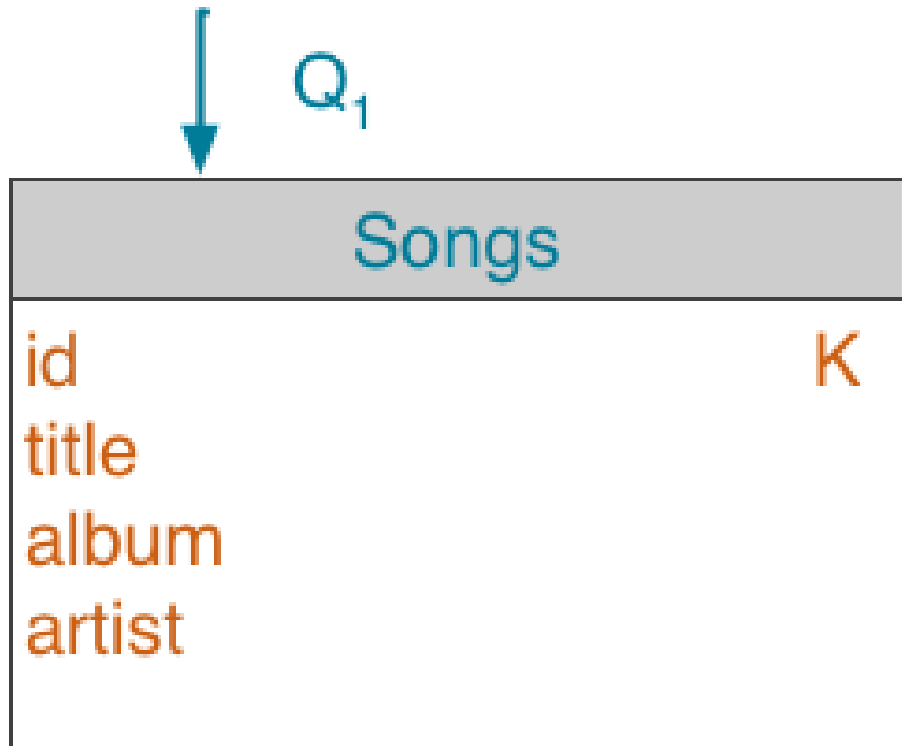 Q₁
Songs
id K
title
album
artist